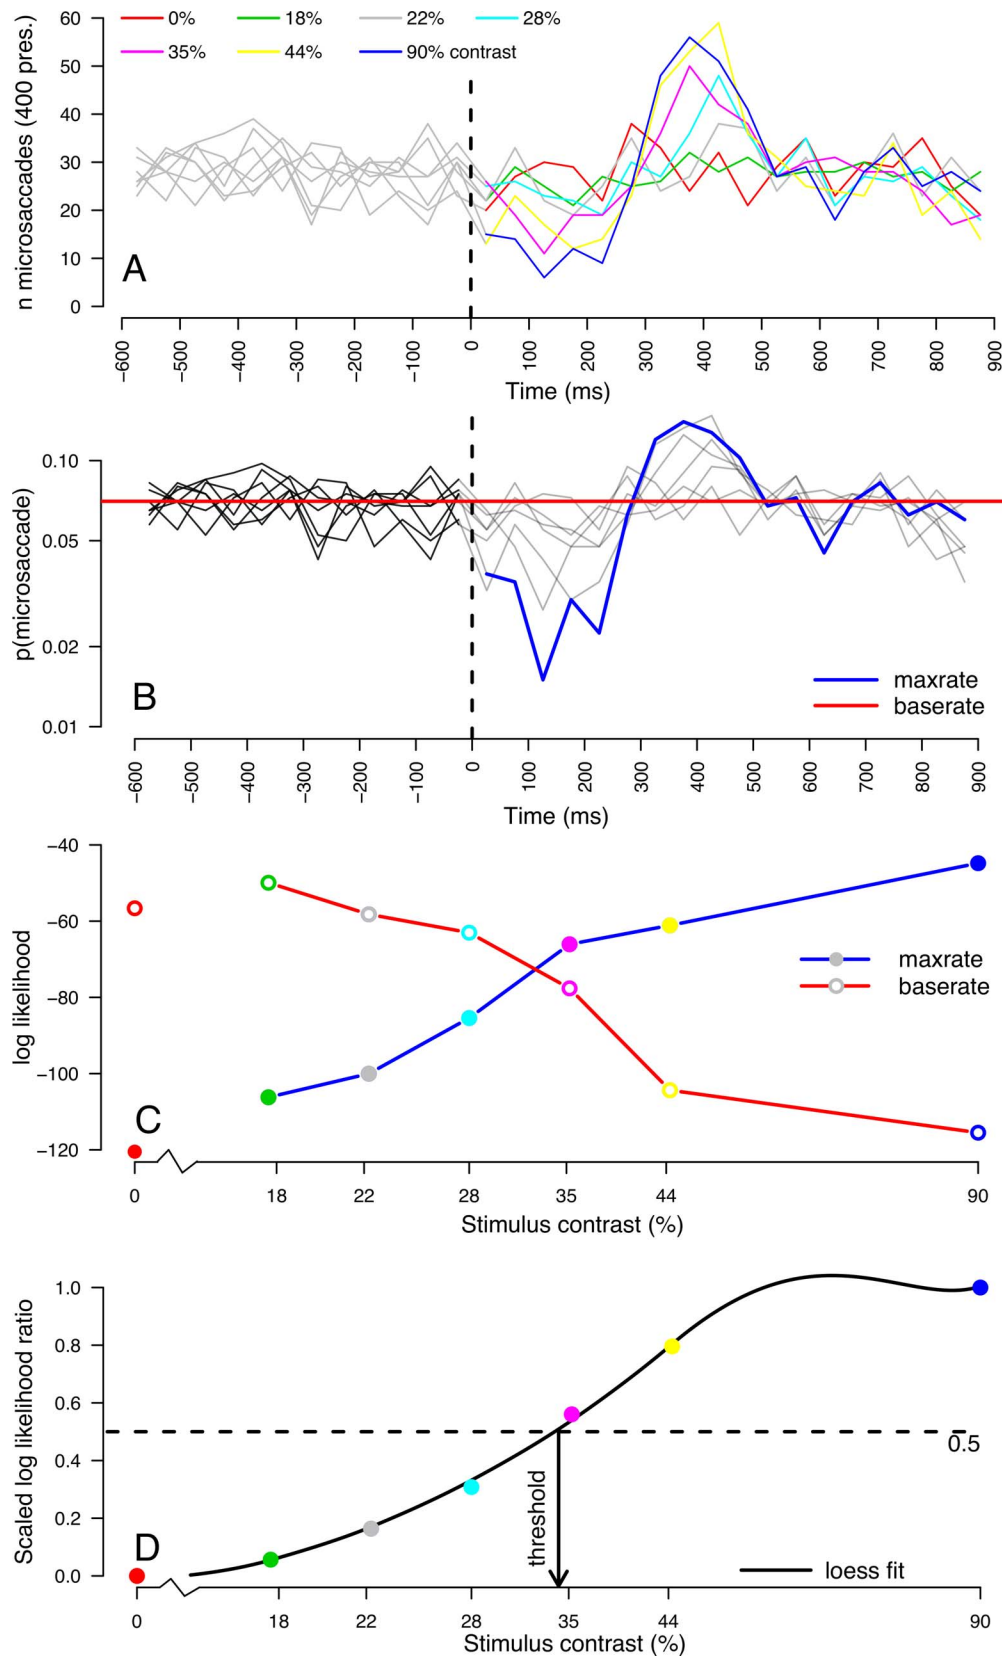 0% 18% 22% 28%
35% 44% 90% contrast
n microsaccades (400 pres.)
60
50
40
30
20
10
0
A
−600 −500 −400 −300 −200 −100 0 100 200 300 400 500 600 700 800 900
Time (ms)
p(microsaccade)
0.10
0.05
0.02
0.01
B
maxrate
baserate
−600 −500 −400 −300 −200 −100 0 100 200 300 400 500 600 700 800 900
Time (ms)
log likelihood
−40
−60
−80
−100
−120
maxrate
baserate
C
0 18 22 28 35 44 90
Stimulus contrast (%)
Scaled log likelihood ratio
1.0
0.8
0.6
0.4
0.2
0.0
0.5
threshold
D
loess fit
0 18 22 28 35 44 90
Stimulus contrast (%)